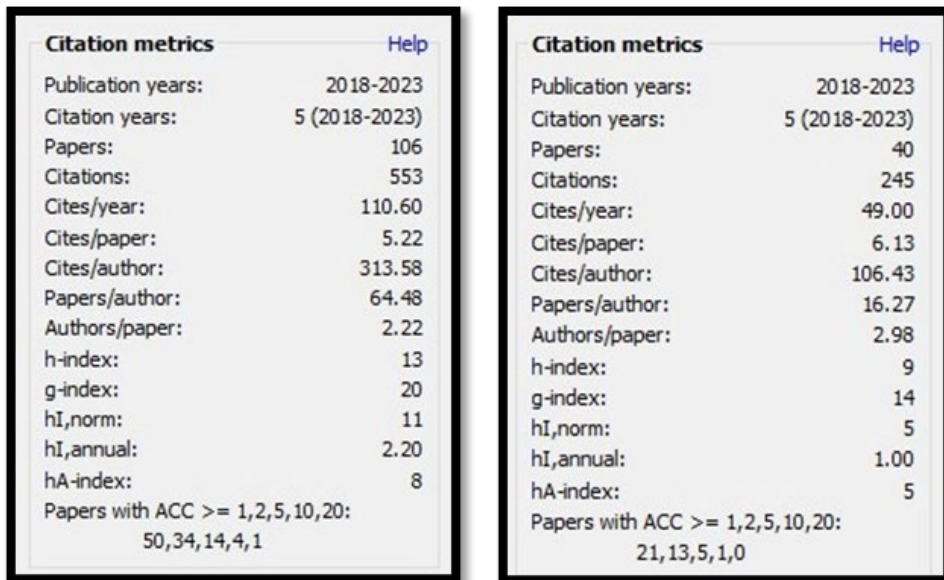 Citation metrics Help
Publication years: 2018-2023
Citation years: 5 (2018-2023)
Papers: 106
Citations: 553
Cites/year: 110.60
Cites/paper: 5.22
Cites/author: 313.58
Papers/author: 64.48
Authors/paper: 2.22
h-index: 13
g-index: 20
hI,norm: 11
hI,annual: 2.20
hA-index: 8
Papers with ACC >= 1,2,5,10,20:
50,34,14,4,1
Citation metrics Help
Publication years: 2018-2023
Citation years: 5 (2018-2023)
Papers: 40
Citations: 245
Cites/year: 49.00
Cites/paper: 6.13
Cites/author: 106.43
Papers/author: 16.27
Authors/paper: 2.98
h-index: 9
g-index: 14
hI,norm: 5
hI,annual: 1.00
hA-index: 5
Papers with ACC >= 1,2,5,10,20:
21,13,5,1,0